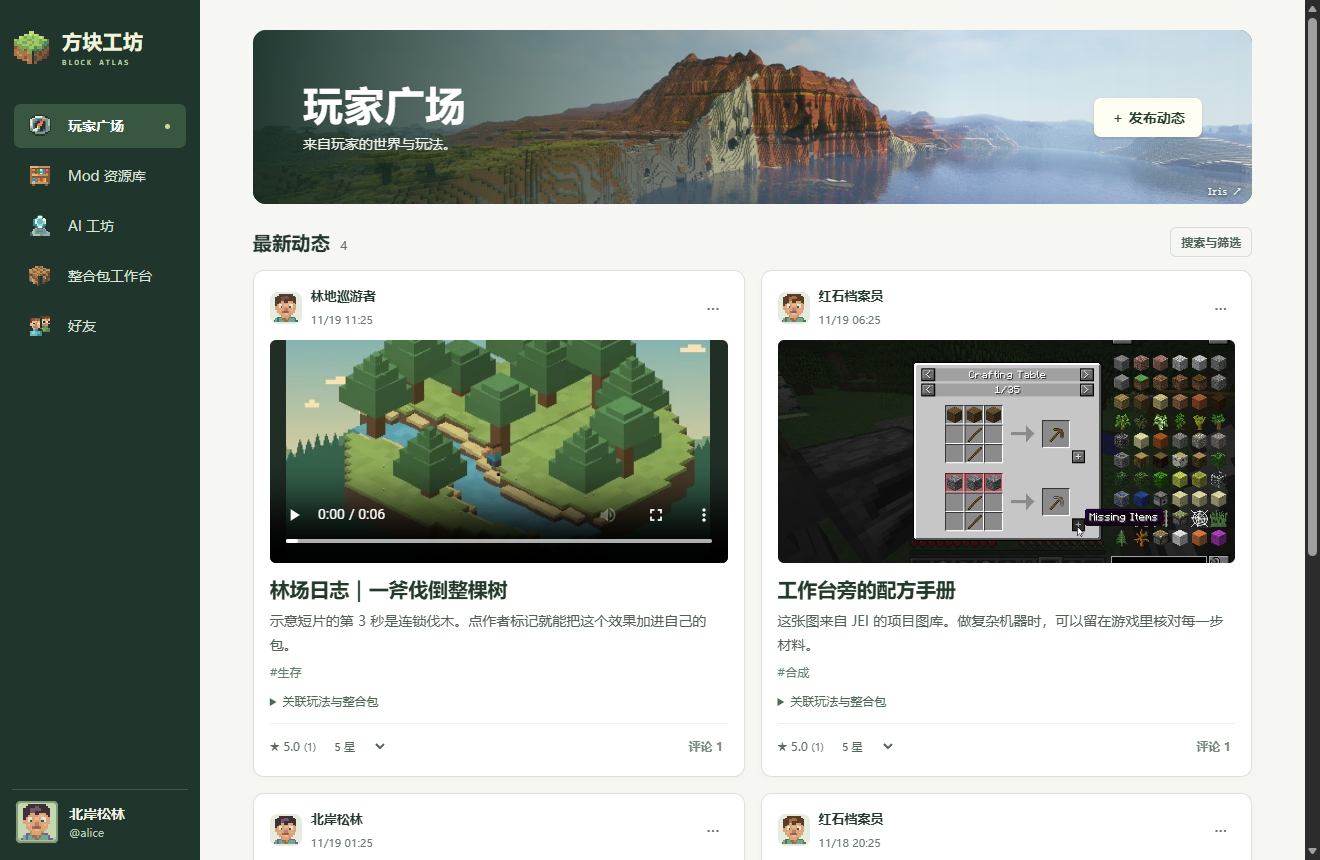 方块工坊
BLOCK ATLAS
玩家广场
Mod 资源库
AI 工坊
整合包工作台
好友
北岸松林
@alice
玩家广场
来自玩家的世界与玩法。
+ 发布动态
Iris ↗
最新动态 4
搜索与筛选
林地巡游者
11/19 11:25
...
0:00 / 0:06
林场日志｜一斧伐倒整棵树
示意短片的第 3 秒是连锁伐木。点作者标记就能把这个效果加进自己的
包。
#生存
▶ 关联玩法与整合包
★ 5.0 (1) 5 星
评论 1
红石档案员
11/19 06:25
...
Crafting Table
1/35
Missing Items
工作台旁的配方手册
这张图来自 JEI 的项目图库。做复杂机器时，可以留在游戏里核对每一步
材料。
#合成
▶ 关联玩法与整合包
★ 5.0 (1) 5 星
评论 1
北岸松林
11/19 01:25
...
红石档案员
11/18 20:25
...